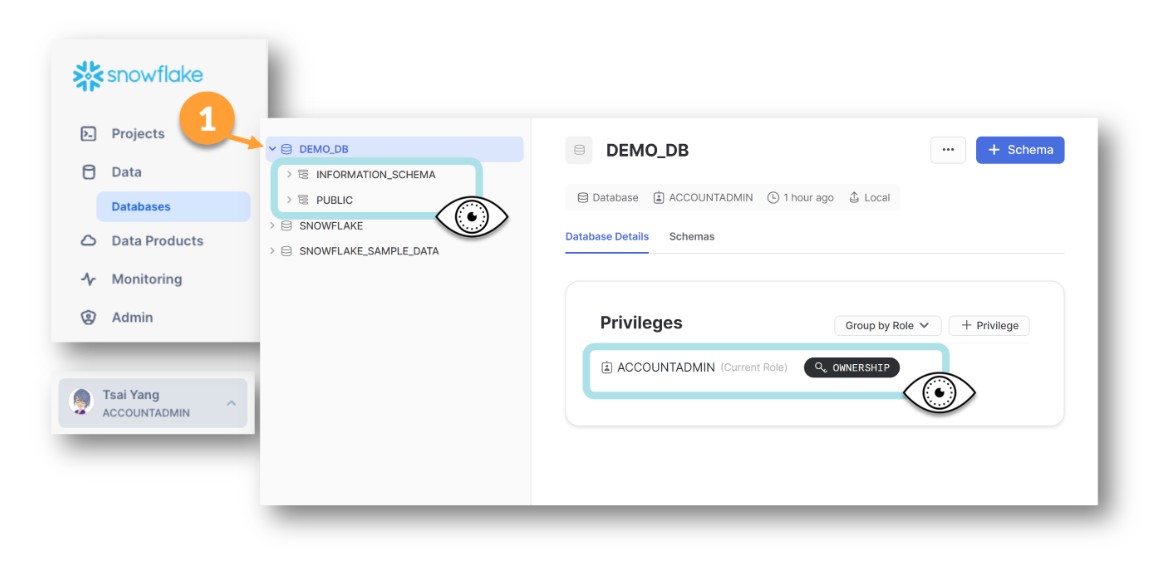 snowflake
1
Projects
Data
Databases
Data Products
Monitoring
Admin
Tsai Yang
ACCOUNTADMIN
DEMO_DB
INFORMATION_SCHEMA
PUBLIC
SNOWFLAKE
SNOWFLAKE_SAMPLE_DATA
DEMO_DB
··· + Schema
Database ACCOUNTADMIN 1 hour ago Local
Database Details Schemas
Privileges
Group by Role + Privilege
ACCOUNTADMIN (Current Role) OWNERSHIP